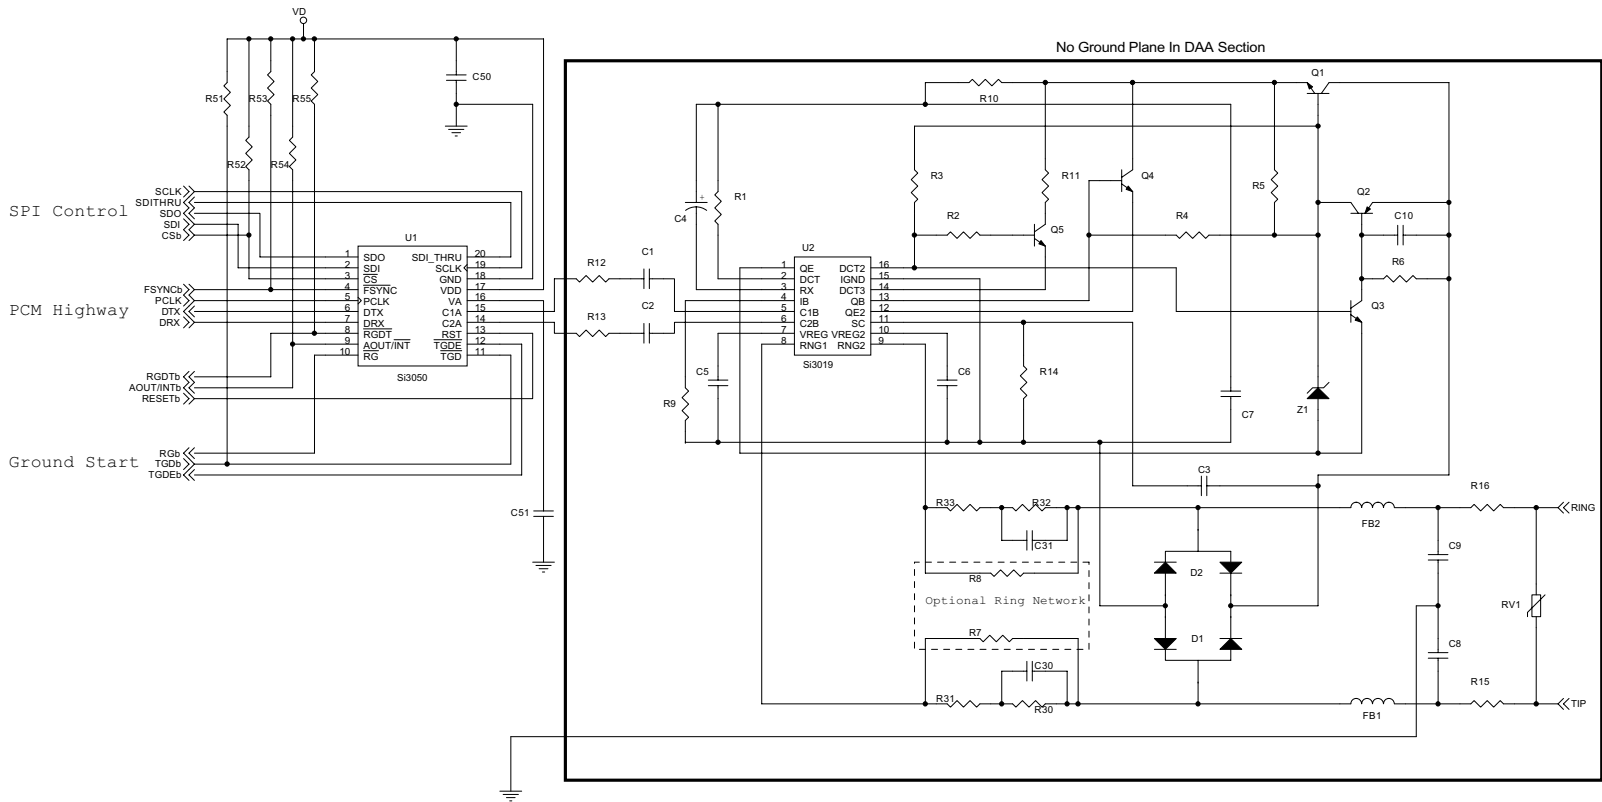 No Ground Plane In DAA Section
VD
C50
R51
R53
R55
R52
R54
SPI Control
SCLK
SDITHRU
SDO
SDI
CSb
PCM Highway
FSYNCb
PCLK
DTX
DRX
RGDTb
AOUT/INTb
RESETb
Ground Start
RGb
TGDb
TGDEb
U1
1 SDO SDI_THRU 20
2 SDI SCLK 19
3 CS GND 18
4 FSYNC VDD 17
5 PCLK VA 16
6 DTX C1A 15
7 DRX C2A 14
8 RGDT RST 13
9 AOUT/INT TGDE 12
10 RG TGD 11
Si3050
C51
R12
C1
R13
C2
U2
1 QE DCT2 16
2 DCT IGND 15
3 RX DCT3 14
4 IB QB 13
5 C1B QE2 12
6 C2B SC 11
7 VREG VREG2 10
8 RNG1 RNG2 9
Si3019
+
C4
R1
R10
R3
R2
R11
Q5
Q4
R4
R5
Q1
Q2
C10
R6
Q3
R9
C5
C6
R14
C7
Z1
C3
R33
R32
C31
R8
Optional Ring Network
R7
C30
R31
R30
D2
D1
FB2
FB1
R16
R15
C9
C8
RV1
RING
TIP